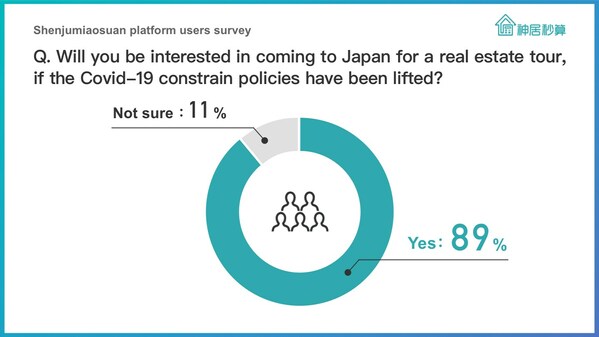 Shenjumiaosuan platform users survey
神居秒算
Q. Will you be interested in coming to Japan for a real estate tour,
if the Covid-19 constrain policies have been lifted?
Not sure : 11 %
Yes: 89 %